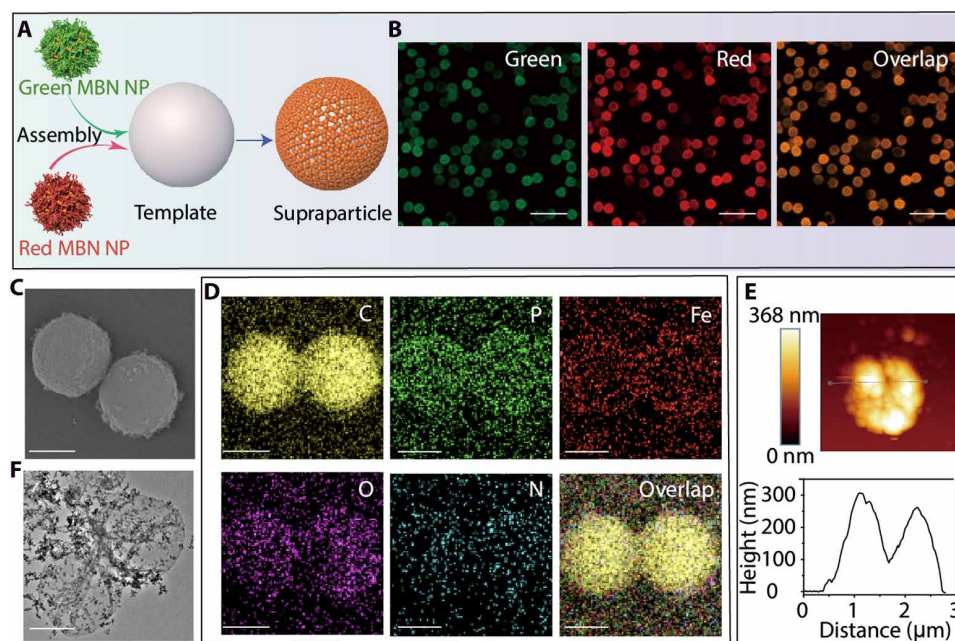 A
Green MBN NP
Assembly
Red MBN NP
Template
Supraparticle
B
Green
Red
Overlap
C
D
C
P
Fe
O
N
Overlap
E
368 nm
0 nm
F
Height (nm)
300
200
100
0
1
2
3
Distance (μm)